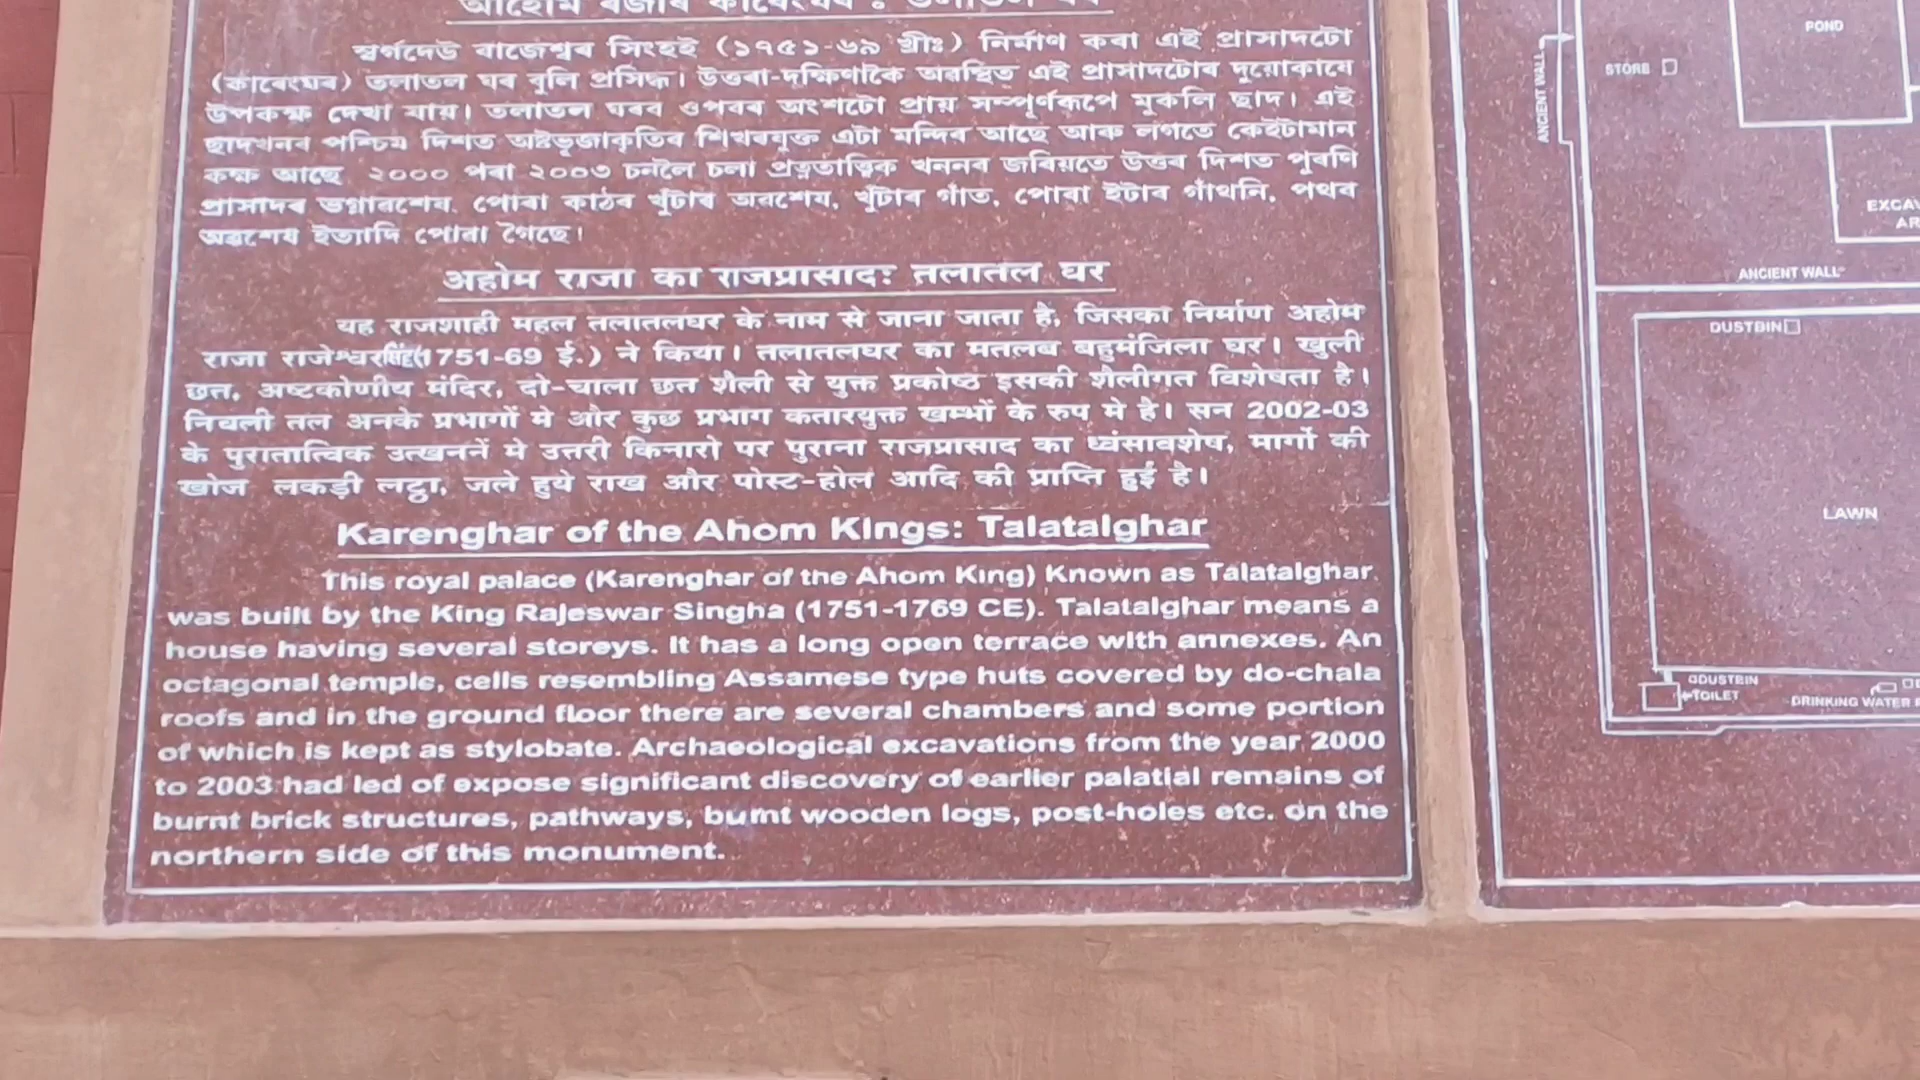 আহোম ৰজাৰ কাৰেংঘৰ : তলাতল ঘৰ
স্বৰ্গদেউ ৰাজেশ্বৰ সিংহই (১৭৫১-৬৯ খ্ৰীঃ) নিৰ্মাণ কৰা এই প্ৰাসাদটো
(কাৰেংঘৰ) তলাতল ঘৰ বুলি প্ৰসিদ্ধ। উত্তৰা-দক্ষিণাকৈ অৱস্থিত এই প্ৰাসাদটোৰ দুয়োকাষে
উপকক্ষ দেখা যায়। তলাতল ঘৰৰ ওপৰৰ অংশটো প্ৰায় সম্পূৰ্ণৰূপে মুকলি ছাদ। এই
ছাদখনৰ পশ্চিম দিশত অষ্টভূজাকৃতিৰ শিখৰযুক্ত এটা মন্দিৰ আছে আৰু লগতে কেইটামান
কক্ষ আছে ২০০০ পৰা ২০০৩ চনলৈ চলা প্ৰত্নতাত্ত্বিক খননৰ জৰিয়তে উত্তৰ দিশত পুৰণি
প্ৰাসাদৰ ভগ্নাৱশেষ, পোৰা কাঠৰ খুঁটাৰ অৱশেষ, খুঁটাৰ গাঁত, পোৰা ইটাৰ গাঁথনি, পথৰ
অৱশেষ ইত্যাদি পোৱা গৈছে।
अहोम राजा का राजप्रासादः तलातल घर
यह राजशाही महल तलातलघर के नाम से जाना जाता है, जिसका निर्माण अहोम
राजा राजेश्वर सिंह (1751-69 ई.) ने किया। तलातलघर का मतलब बहुमंजिला घर। खुली
छत, अष्टकोणीय मंदिर, दो-चाला छत शैली से युक्त प्रकोष्ठ इसकी शैलीगत विशेषता है।
निचली तल अनके प्रभागों मे और कुछ प्रभाग कतारयुक्त खम्भों के रुप मे है। सन 2002-03
के पुरातात्विक उत्खननें मे उत्तरी किनारो पर पुराना राजप्रासाद का ध्वंसावशेष, मार्गो की
खोज लकड़ी लट्ठा, जले हुये राख और पोस्ट-होल आदि की प्राप्ति हुई है।
Karenghar of the Ahom KIngs: Talatalghar
This royal palace (Karenghar of the Ahom King) Known as Talatalghar
was built by the King Rajeswar Singha (1751-1769 CE). Talatalghar means a
house having several storeys. It has a long open terrace with annexes. An
octagonal temple, cells resembling Assamese type huts covered by do-chala
roofs and in the ground floor there are several chambers and some portion
of which is kept as stylobate. Archaeological excavations from the year 2000
to 2003 had led of expose significant discovery of earlier palatial remains of
burnt brick structures, pathways, burnt wooden logs, post-holes etc. on the
northern side of this monument.
POND
STORE
ANCIENT WALL
ANCIENT WALL
DUSTBIN
LAWN
DUSTBIN
TOILET
DRINKING WATER